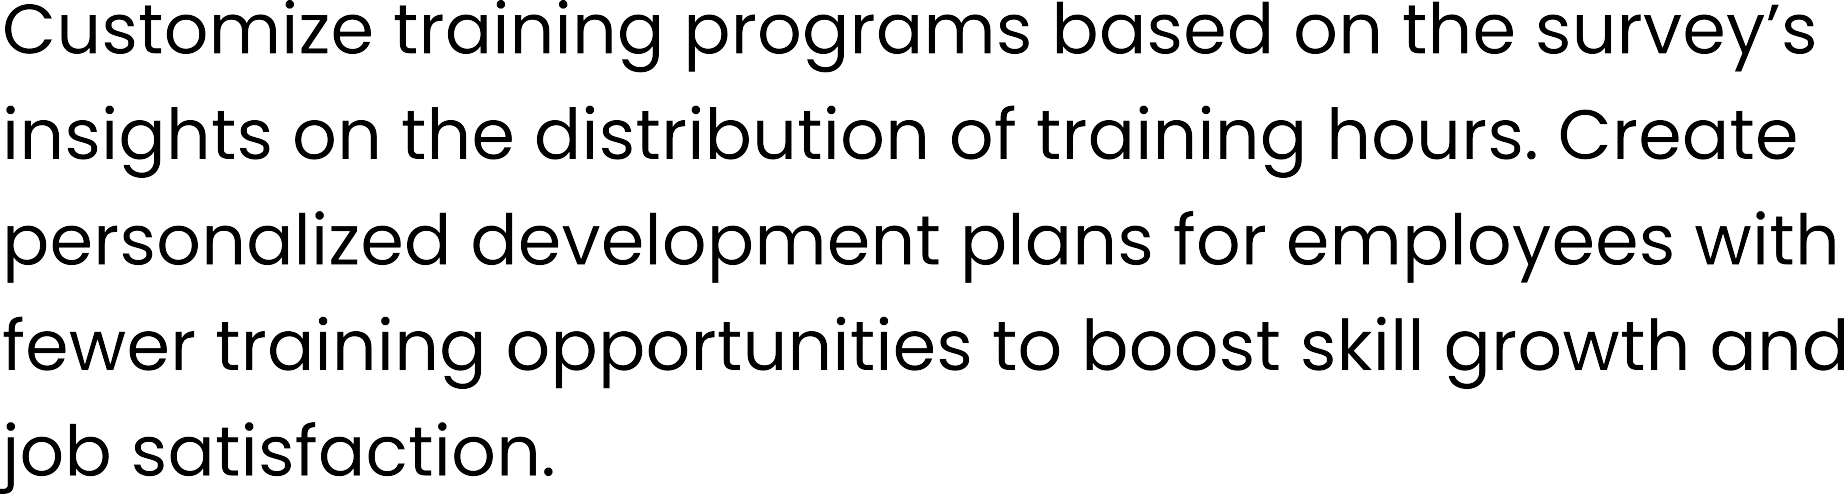 Customize training programs based on the survey’s
insights on the distribution of training hours. Create
personalized development plans for employees with
fewer training opportunities to boost skill growth and
job satisfaction.